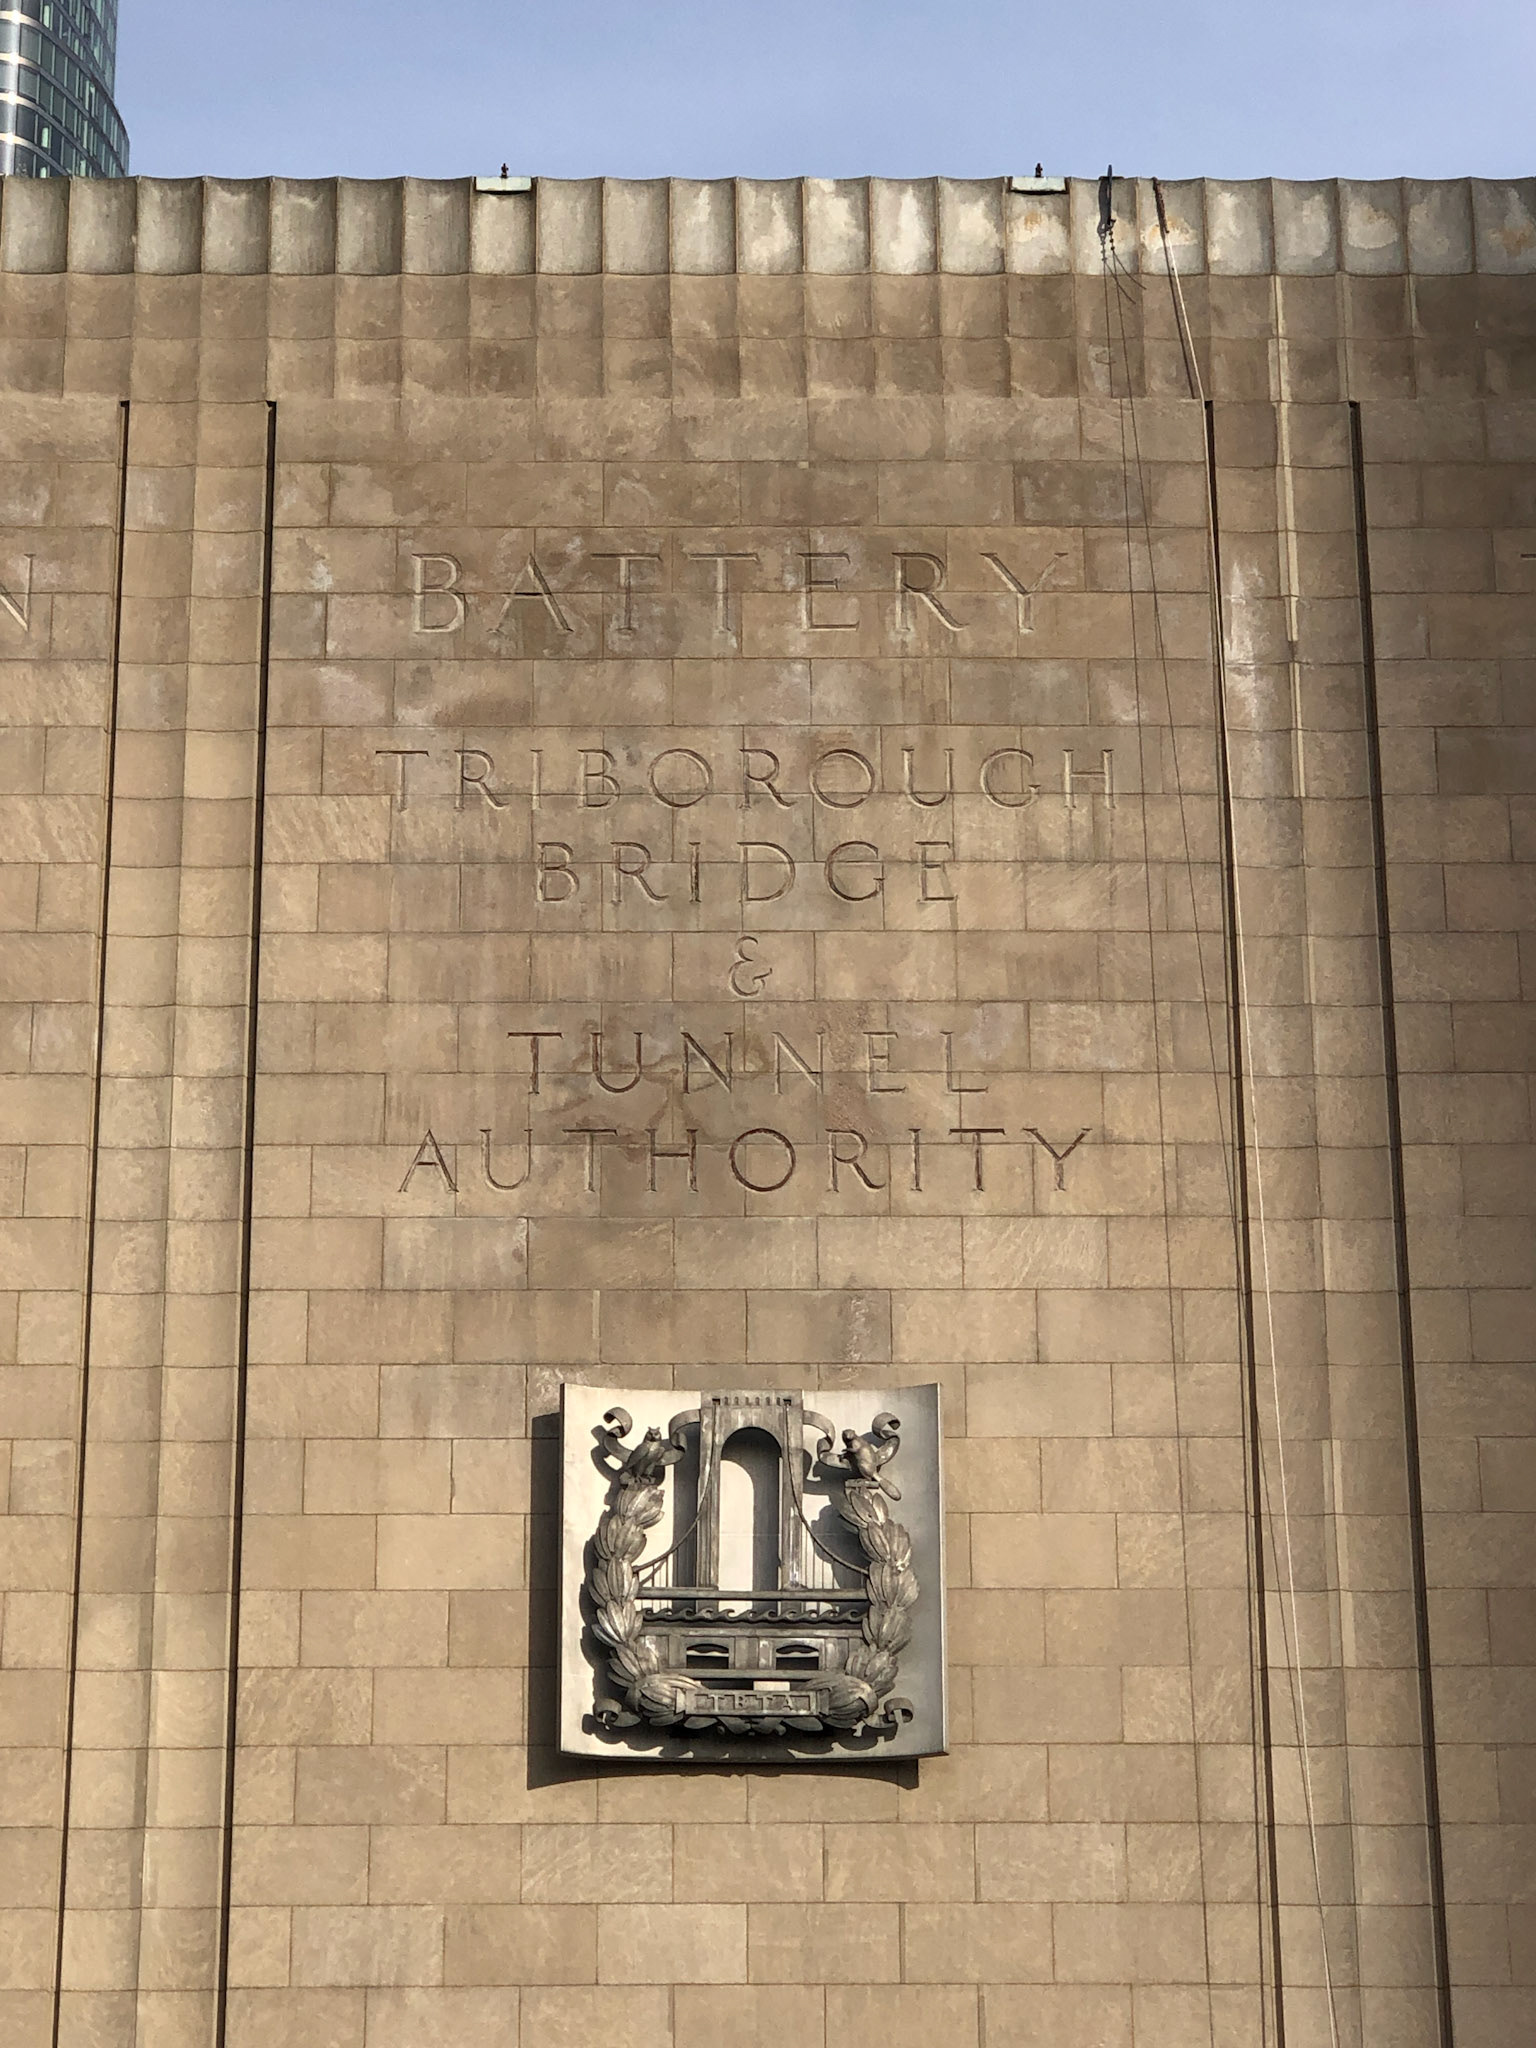 BATTERY
TRIBOROUGH
BRIDGE
&
TUNNEL
AUTHORITY
TBTA